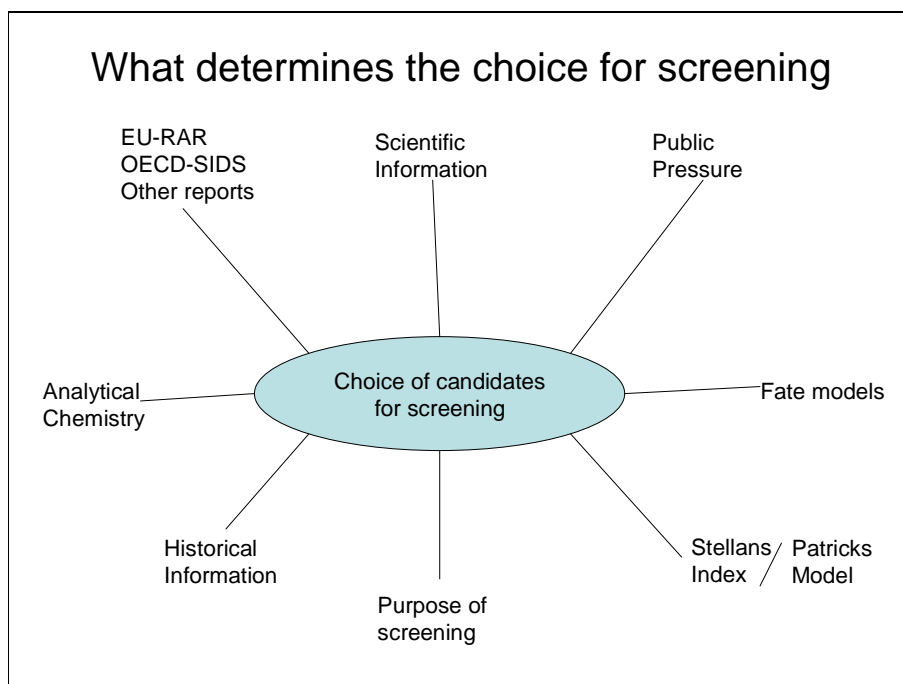 What determines the choice for screening
EU-RAR
OECD-SIDS
Other reports
Scientific
Information
Public
Pressure
Analytical
Chemistry
Choice of candidates
for screening
Fate models
Historical
Information
Purpose of
screening
Stellans
Index
Patricks
Model